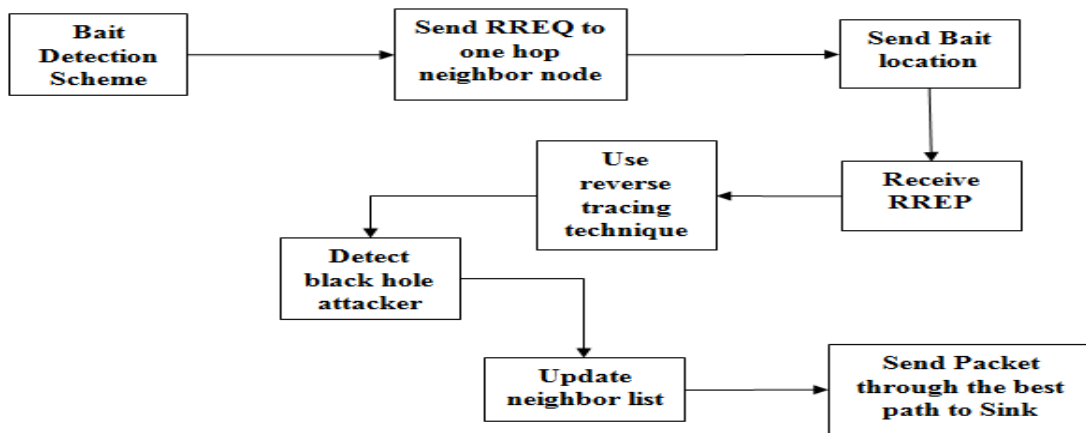 Bait
Detection
Scheme
Send RREQ to
one hop
neighbor node
Send Bait
location
Receive
RREP
Use
reverse
tracing
technique
Detect
black hole
attacker
Update
neighbor list
Send Packet
through the best
path to Sink